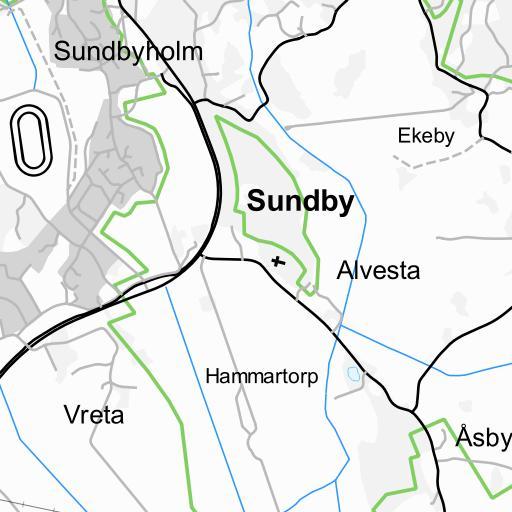 Sundbyholm
Ekeby
Sundby
Alvesta
Hammartorp
Vreta
Åsby